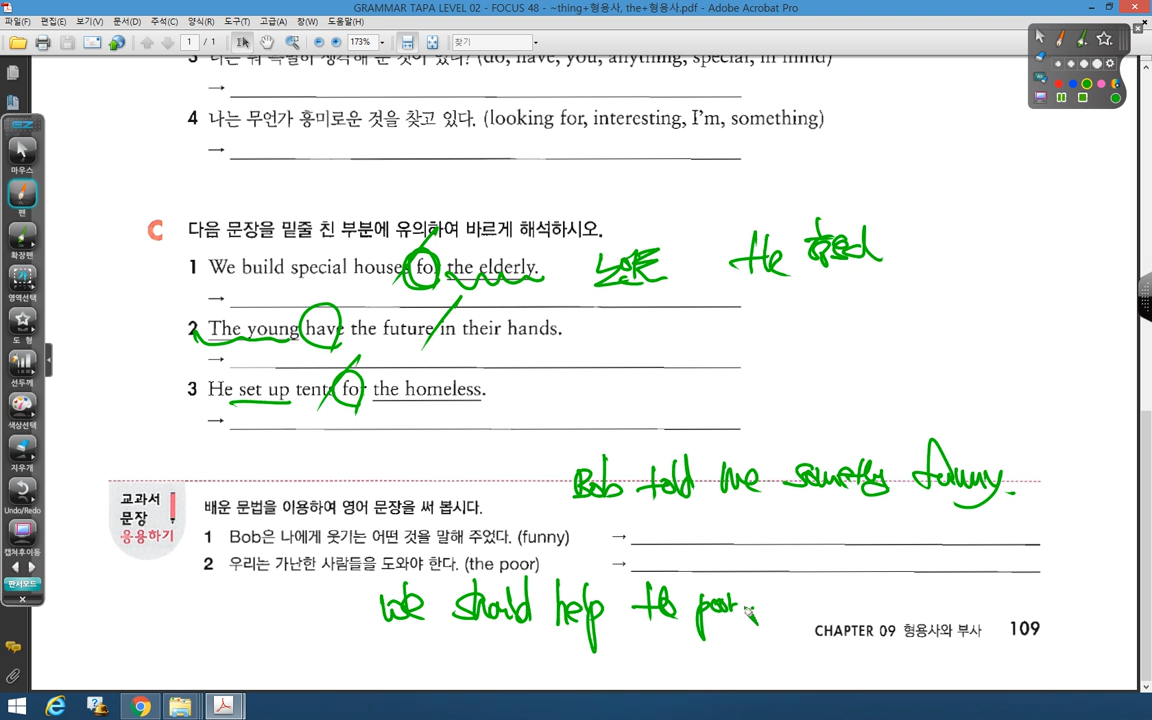 GRAMMAR TAPA LEVEL 02 - FOCUS 48 - ~thing+형용사, the+형용사.pdf - Adobe Acrobat Pro
파일(F) 편집(E) 보기(V) 문서(D) 주석(C) 양식(R) 도구(T) 고급(A) 창(W) 도움말(H)
1 / 1 173% 찾기
(do, have, you, anything, special, in mind)
→
4 나는 무언가 흥미로운 것을 찾고 있다. (looking for, interesting, I'm, something)
→
C 다음 문장을 밑줄 친 부분에 유의하여 바르게 해석하시오.
1 We build special houses for the elderly.
→
2 The young have the future in their hands.
→
3 He set up tents for the homeless.
→
Bob told me funny.
교과서
문장
응용하기
배운 문법을 이용하여 영어 문장을 써 봅시다.
1 Bob은 나에게 웃기는 어떤 것을 말해 주었다. (funny) →
2 우리는 가난한 사람들을 도와야 한다. (the poor) →
We should help the poor
CHAPTER 09 형용사와 부사 109
EZ
마우스
펜
확장펜
영역선택
도 형
선두께
색상선택
지우개
Undo/Redo
캡쳐후이동
판서모드